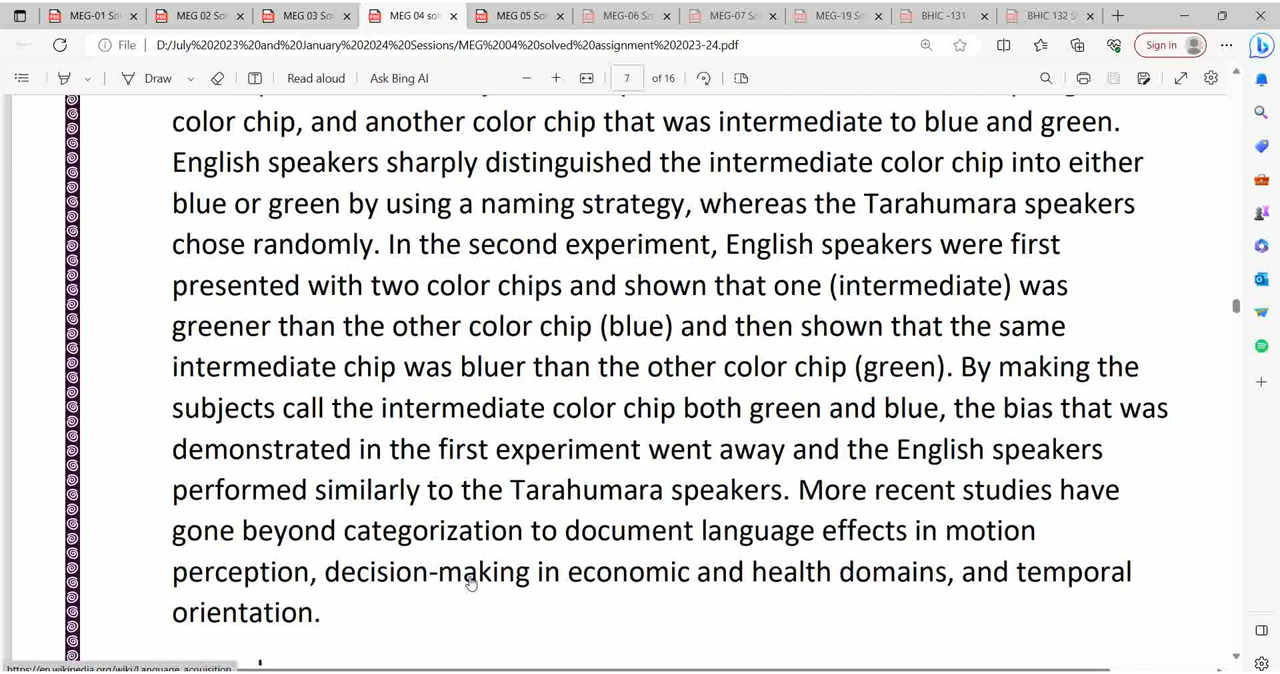 MEG-01 So
MEG 02 So
MEG 03 So
MEG 04 so
MEG 05 So
MEG-06 So
MEG-07 So
MEG-19 Si
BHIC -131
BHIC 132 S
File D:/July%202023%20and%20January%202024%20Sessions/MEG%2004%20solved%20assignment%202023-24.pdf
Sign in
Draw
Read aloud
Ask Bing AI
7 of 16
color chip, and another color chip that was intermediate to blue and green.
English speakers sharply distinguished the intermediate color chip into either
blue or green by using a naming strategy, whereas the Tarahumara speakers
chose randomly. In the second experiment, English speakers were first
presented with two color chips and shown that one (intermediate) was
greener than the other color chip (blue) and then shown that the same
intermediate chip was bluer than the other color chip (green). By making the
subjects call the intermediate color chip both green and blue, the bias that was
demonstrated in the first experiment went away and the English speakers
performed similarly to the Tarahumara speakers. More recent studies have
gone beyond categorization to document language effects in motion
perception, decision-making in economic and health domains, and temporal
orientation.
https://en.wikipedia.org/wiki/Language_acquisition